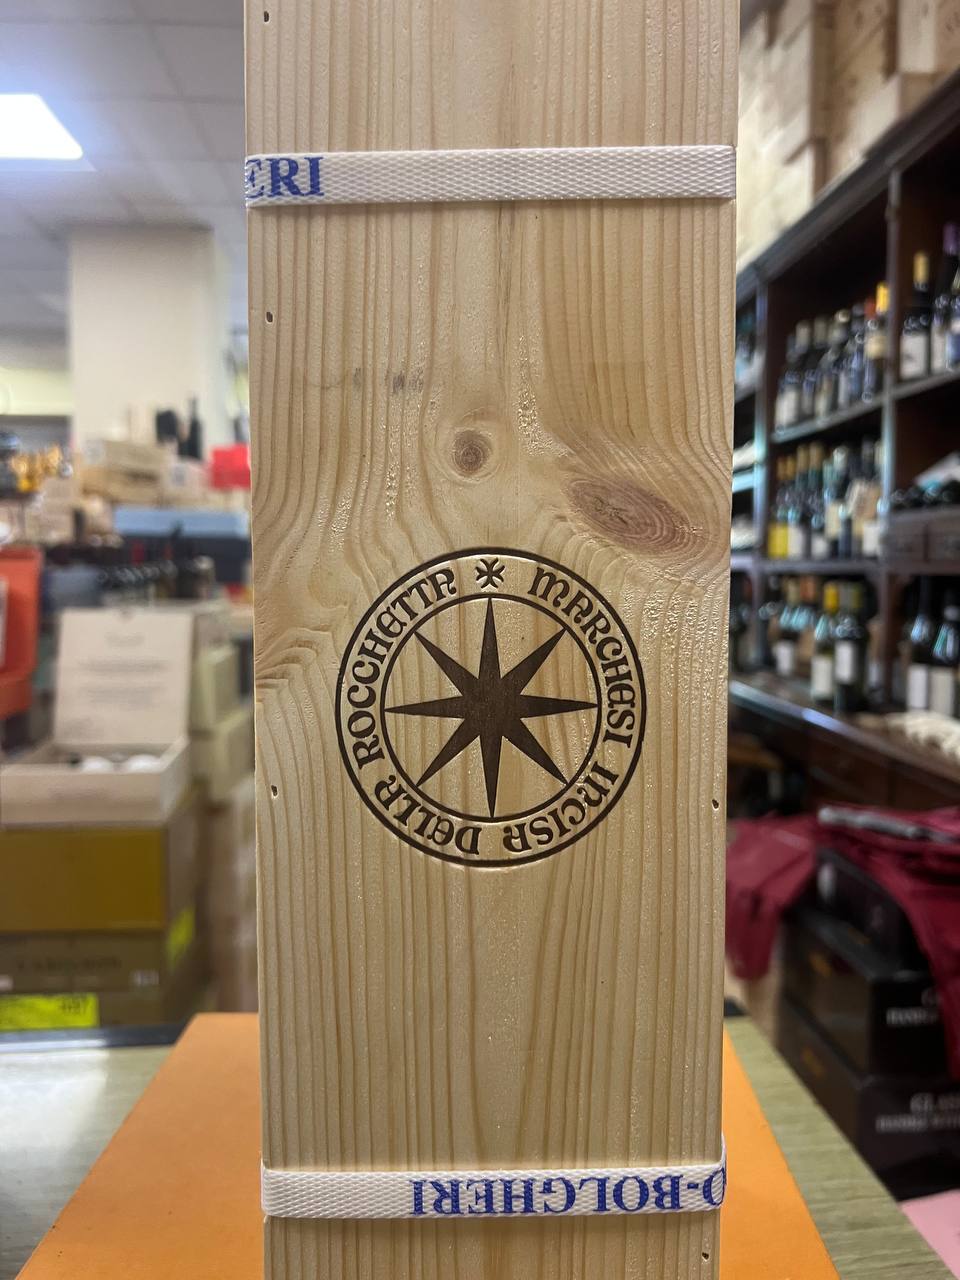 ERI
MARCHESI INCISA DELLA ROCCHETTA
O-BOLGHERI